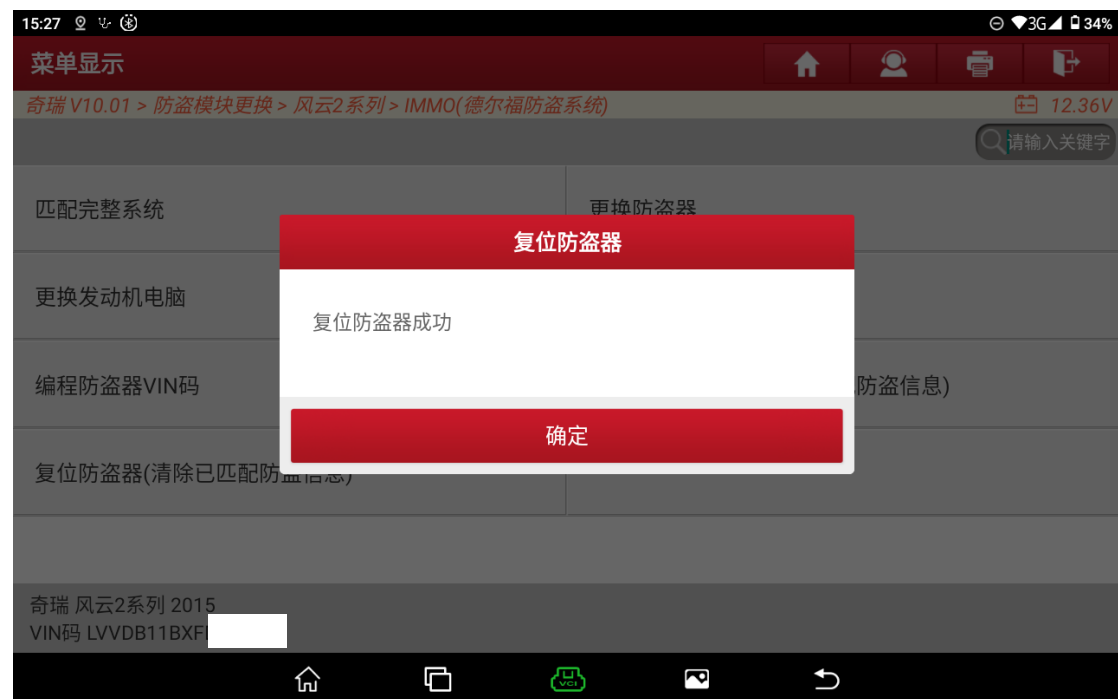 15:27 3G 34%
菜单显示
奇瑞 V10.01 > 防盗模块更换 > 风云2系列 > IMMO(德尔福防盗系统) 12.36V
请输入关键字
匹配完整系统 更换防盗器
复位防盗器
更换发动机电脑
复位防盗器成功
编程防盗器VIN码 防盗信息)
确定
复位防盗器(清除已匹配防盗信息)
奇瑞 风云2系列 2015
VIN码 LVVDB11BXF
VCI